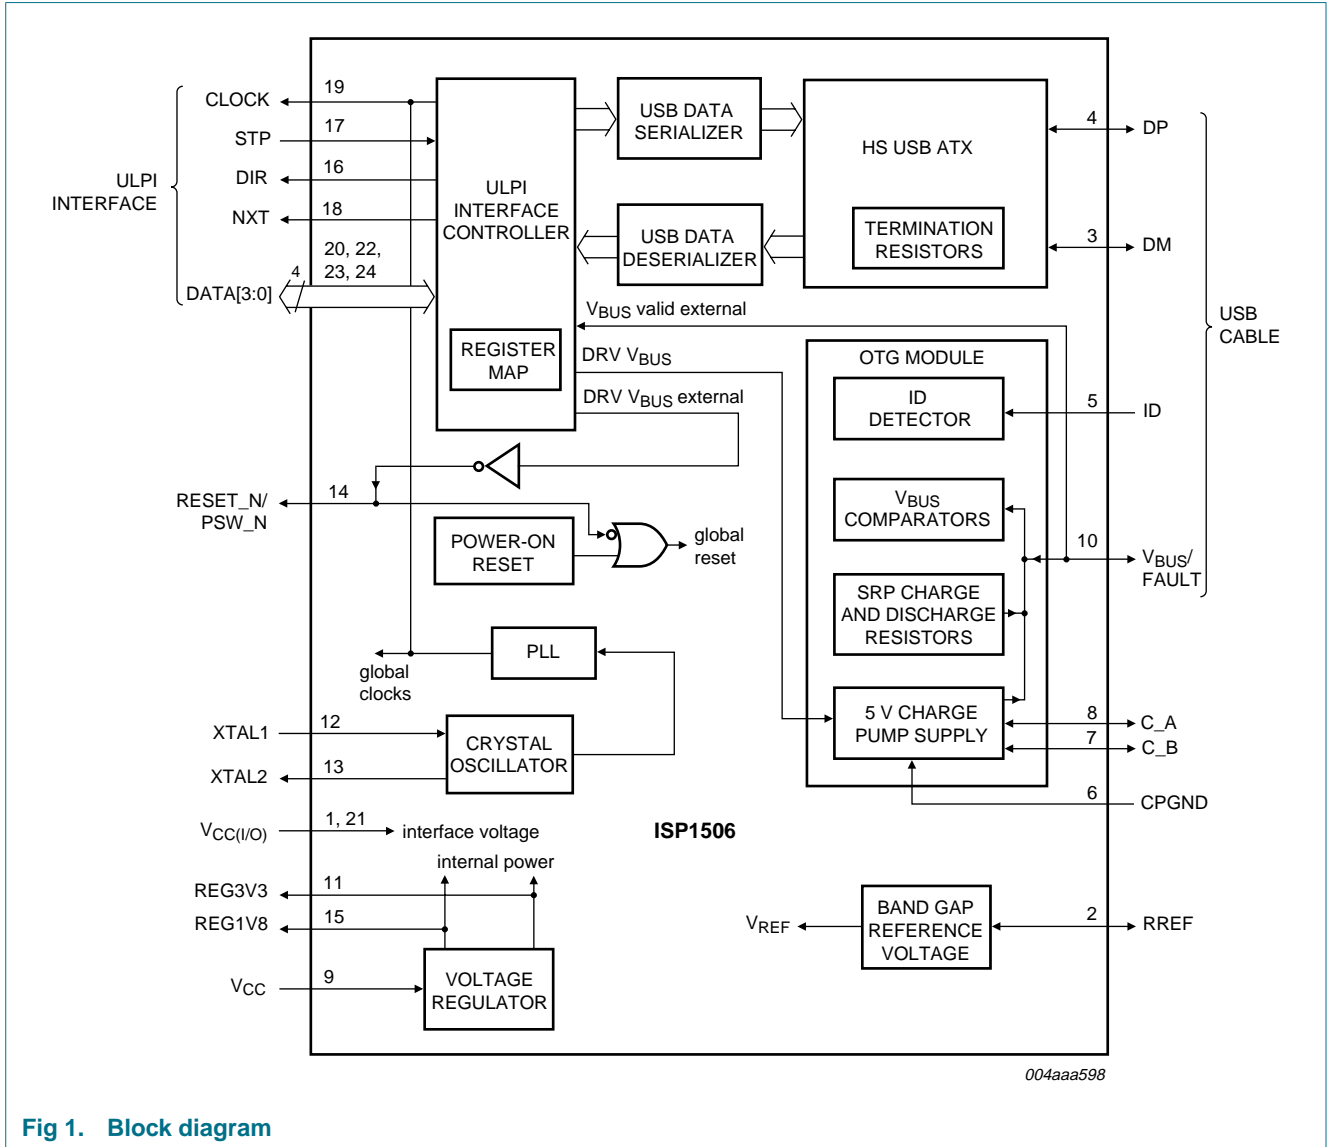 ULPI
INTERFACE
CLOCK
19
STP
17
DIR
16
NXT
18
DATA[3:0]
4
20, 22,
23, 24
ULPI
INTERFACE
CONTROLLER
REGISTER
MAP
USB DATA
SERIALIZER
USB DATA
DESERIALIZER
HS USB ATX
TERMINATION
RESISTORS
4
DP
3
DM
USB
CABLE
VBUS valid external
DRV VBUS
DRV VBUS external
OTG MODULE
ID
DETECTOR
5
ID
VBUS
COMPARATORS
10
VBUS/
FAULT
SRP CHARGE
AND DISCHARGE
RESISTORS
5 V CHARGE
PUMP SUPPLY
8
C_A
7
C_B
6
CPGND
RESET_N/
PSW_N
14
POWER-ON
RESET
global
reset
PLL
global
clocks
XTAL1
12
XTAL2
13
CRYSTAL
OSCILLATOR
VCC(I/O)
1, 21
interface voltage
internal power
ISP1506
REG3V3
11
REG1V8
15
VCC
9
VOLTAGE
REGULATOR
VREF
BAND GAP
REFERENCE
VOLTAGE
2
RREF
004aaa598
Fig 1. Block diagram